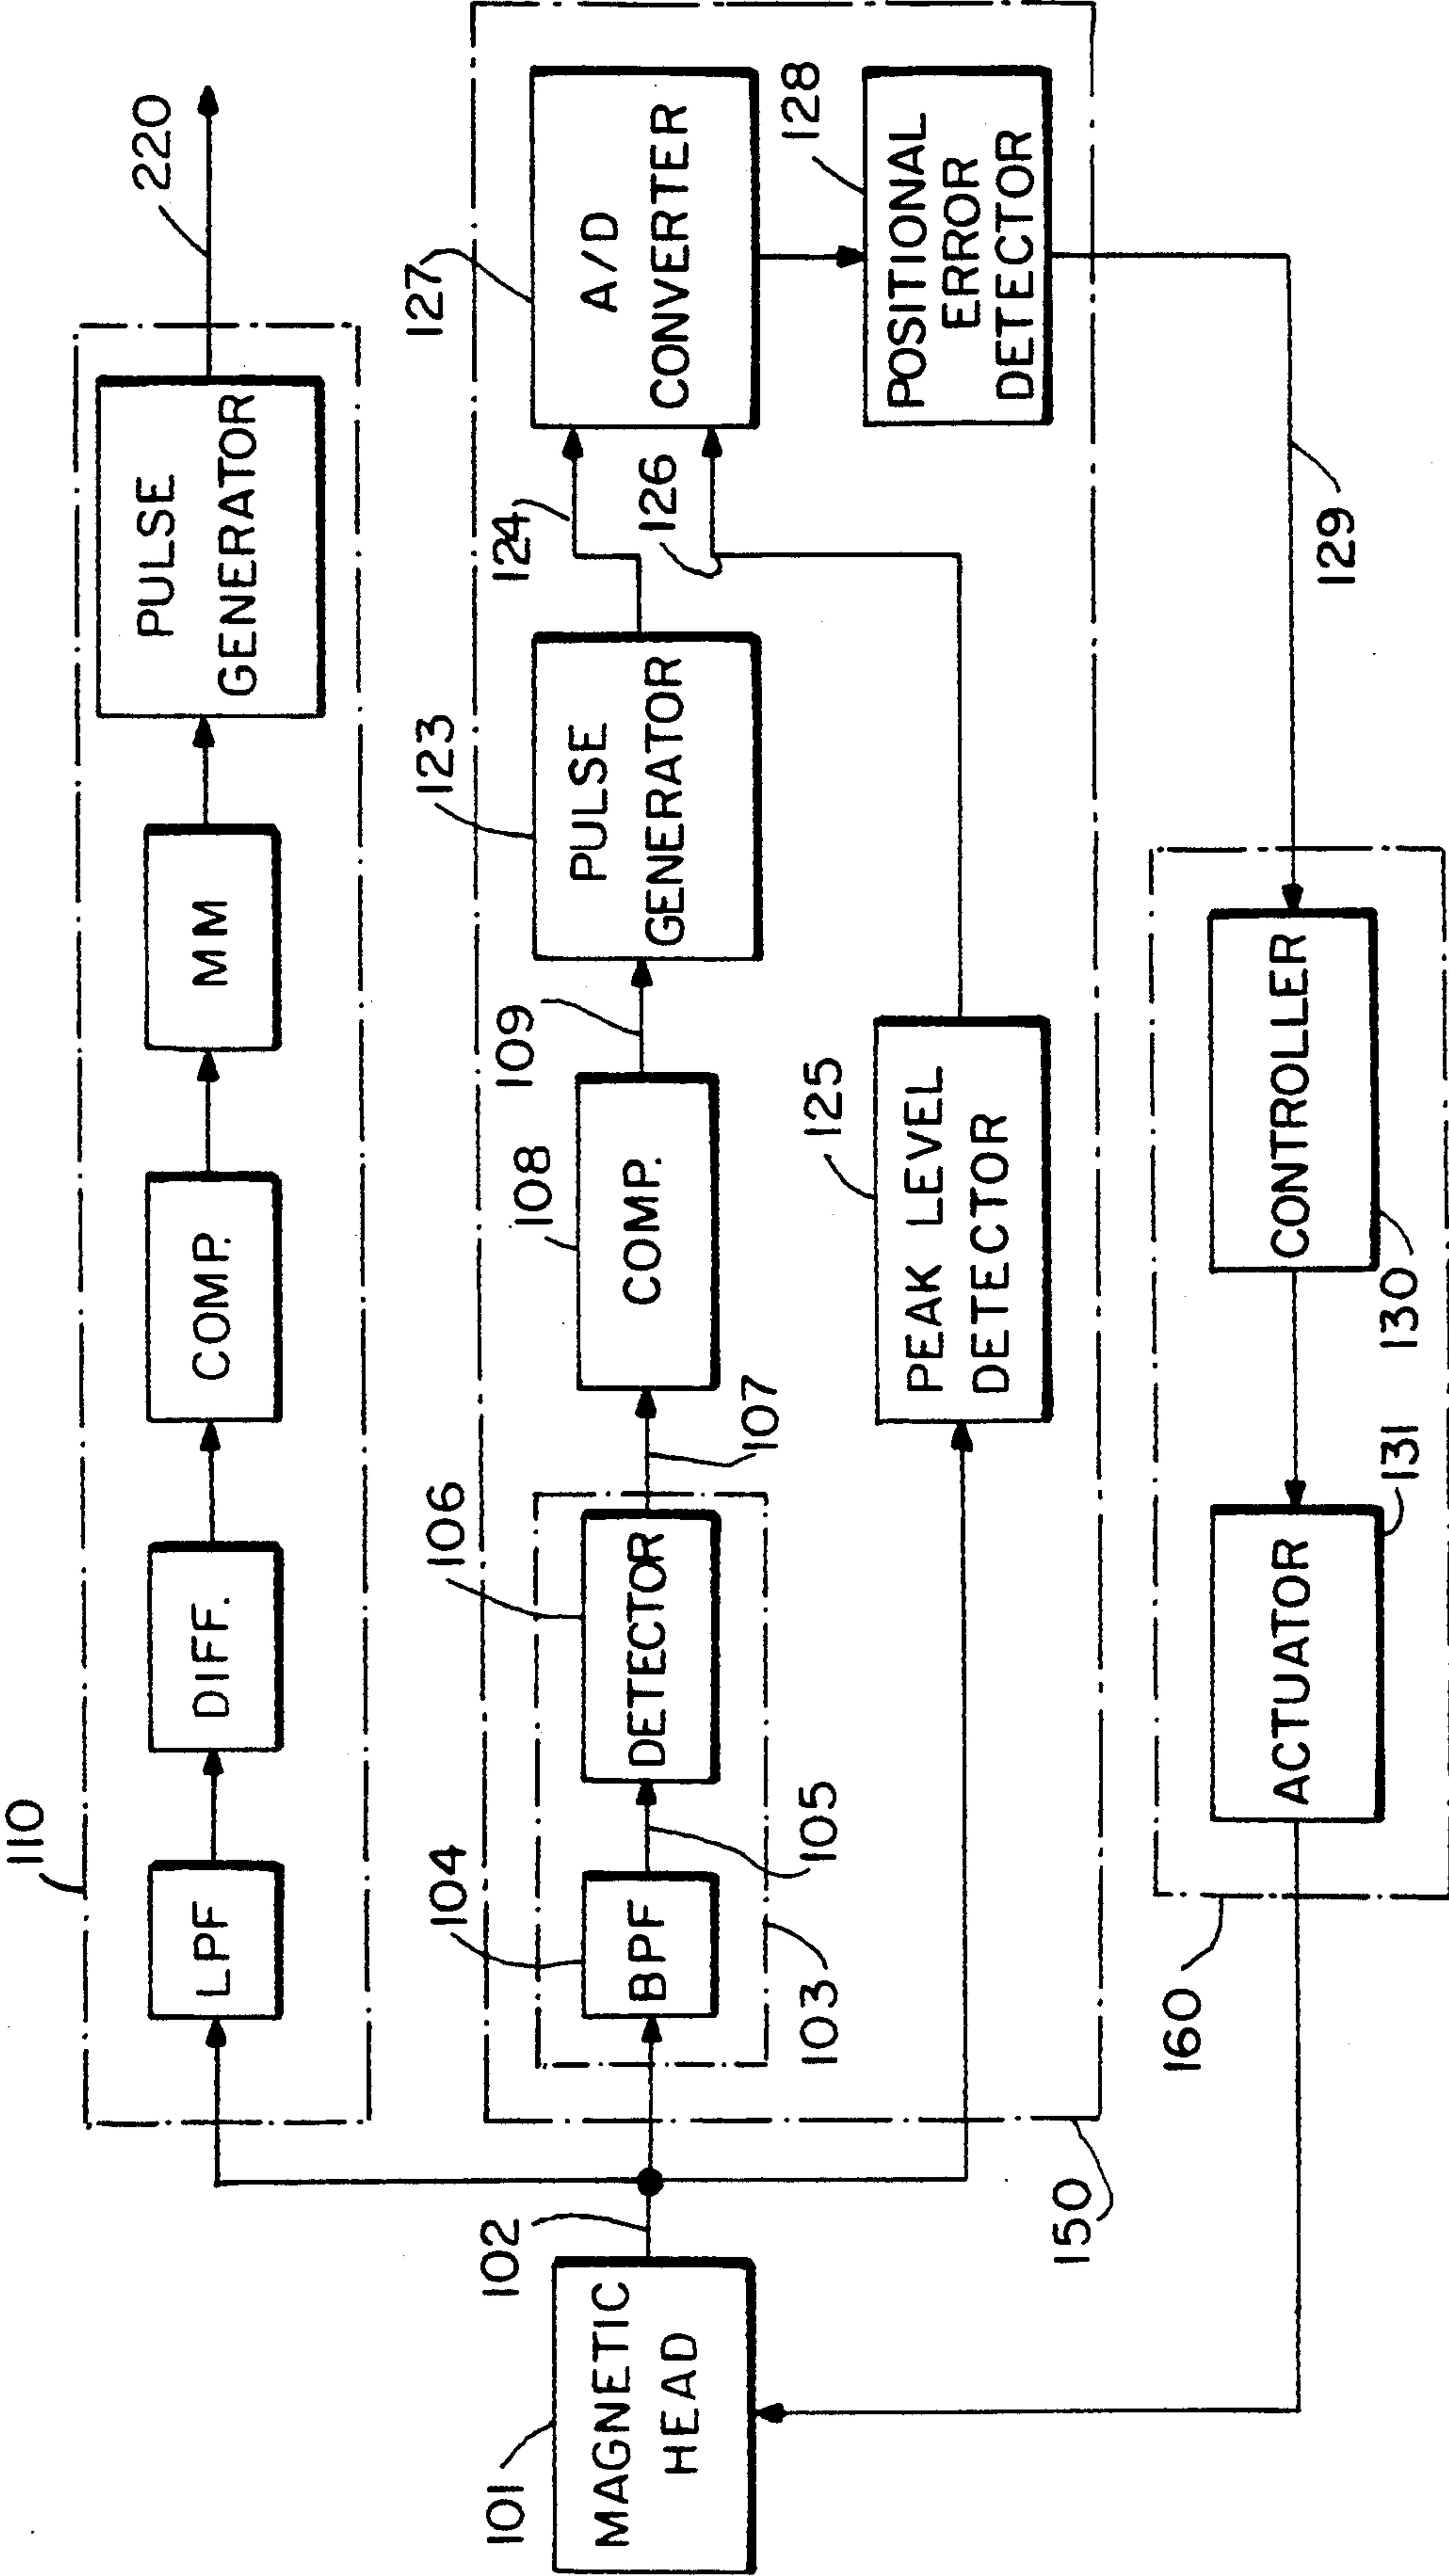 110
LPF
DIFF.
COMP.
MM
PULSE
GENERATOR
220
101
MAGNETIC
HEAD
102
103
104
BPF
105
106
DETECTOR
107
108
COMP.
109
123
PULSE
GENERATOR
124
126
127
A/D
CONVERTER
125
PEAK LEVEL
DETECTOR
128
POSITIONAL
ERROR
DETECTOR
150
129
160
ACTUATOR
131
CONTROLLER
130